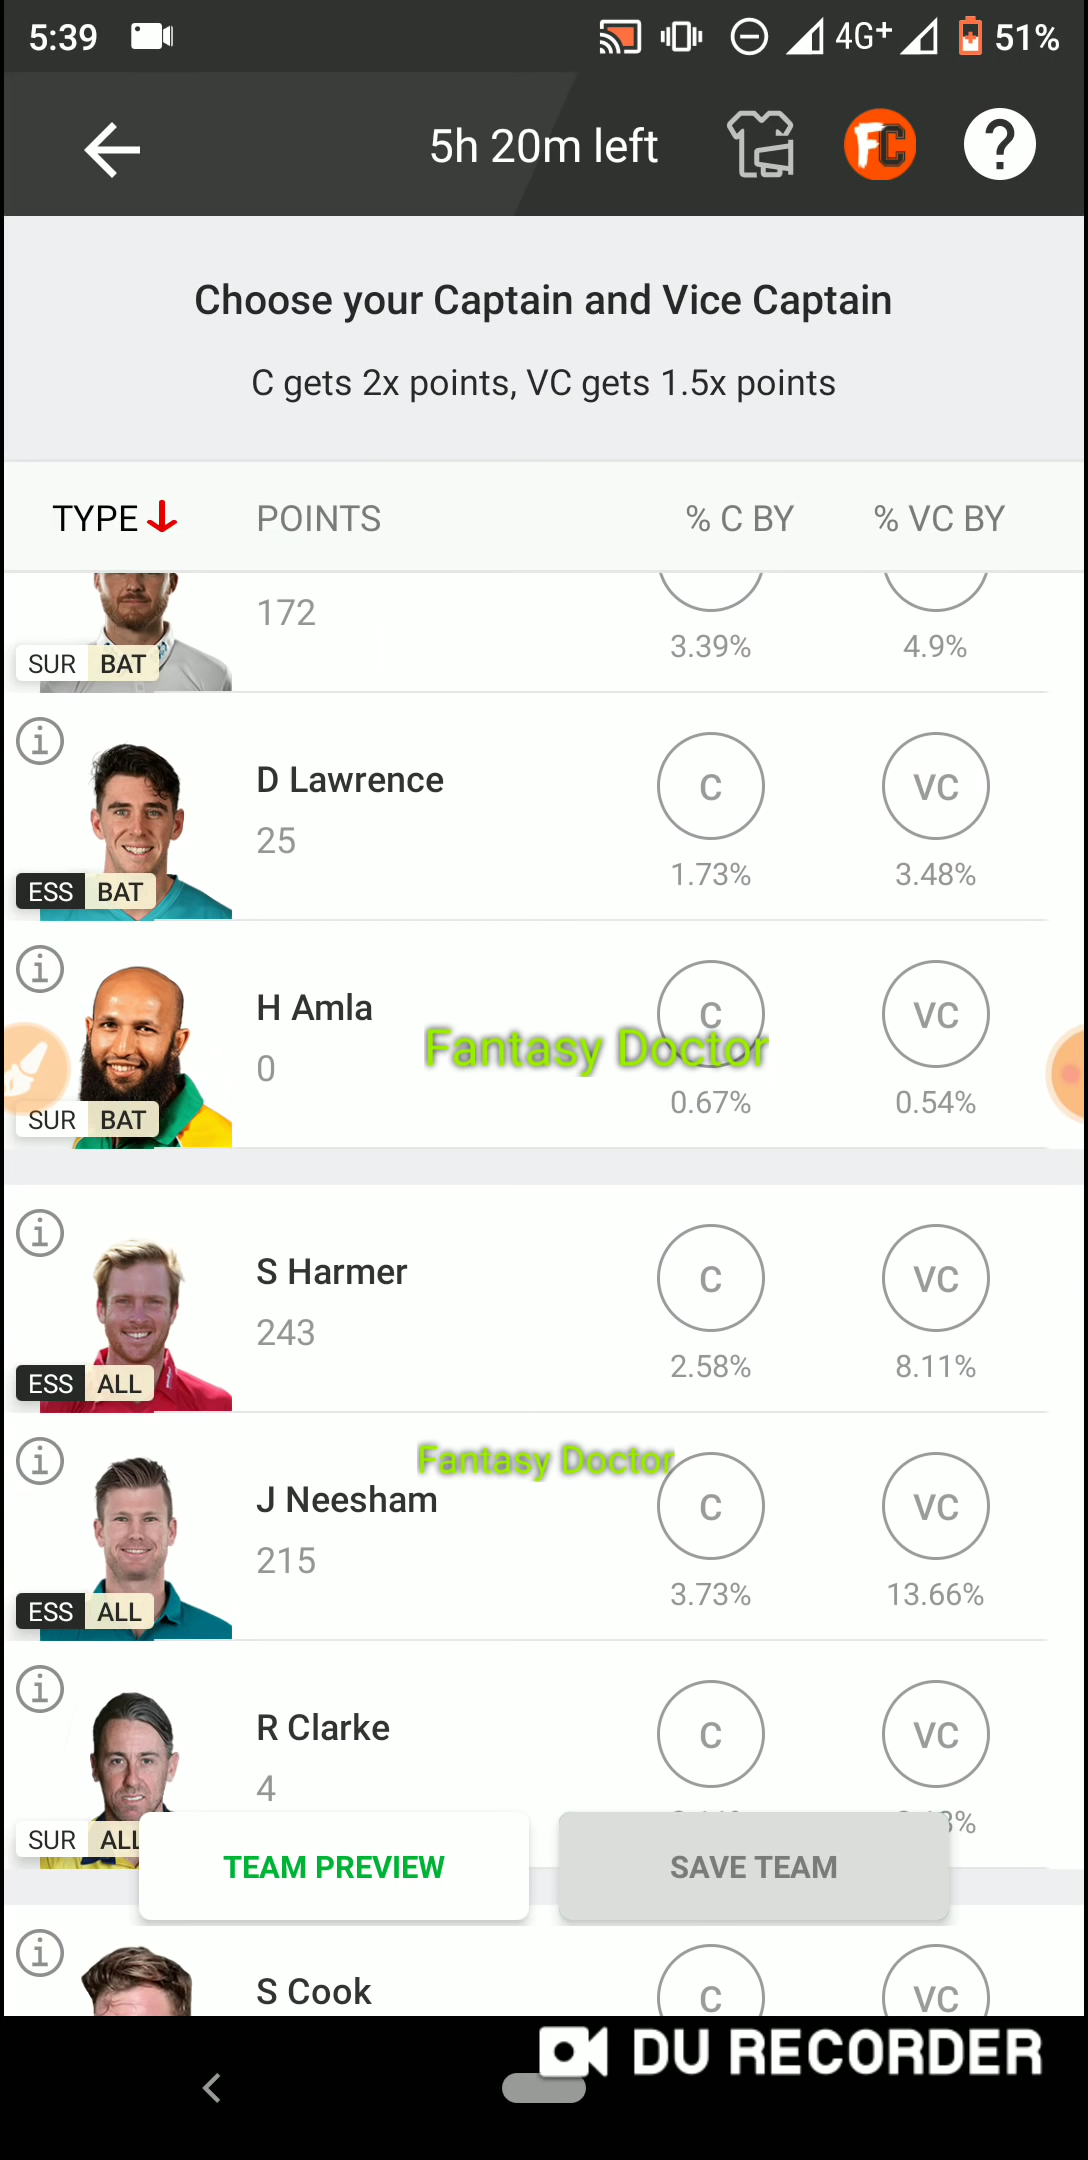 5:39
4G+
51%
5h 20m left
FC
?
Choose your Captain and Vice Captain
C gets 2x points, VC gets 1.5x points
TYPE POINTS % C BY % VC BY
172
3.39% 4.9%
SUR BAT
i
D Lawrence
C VC
25
1.73% 3.48%
ESS BAT
i
H Amla
C VC
Fantasy Doctor
0
0.67% 0.54%
SUR BAT
i
S Harmer
C VC
243
2.58% 8.11%
ESS ALL
i
Fantasy Doctor
J Neesham
C VC
215
3.73% 13.66%
ESS ALL
i
R Clarke
C VC
4
SUR ALL
TEAM PREVIEW SAVE TEAM
i
S Cook
C VC
DU RECORDER